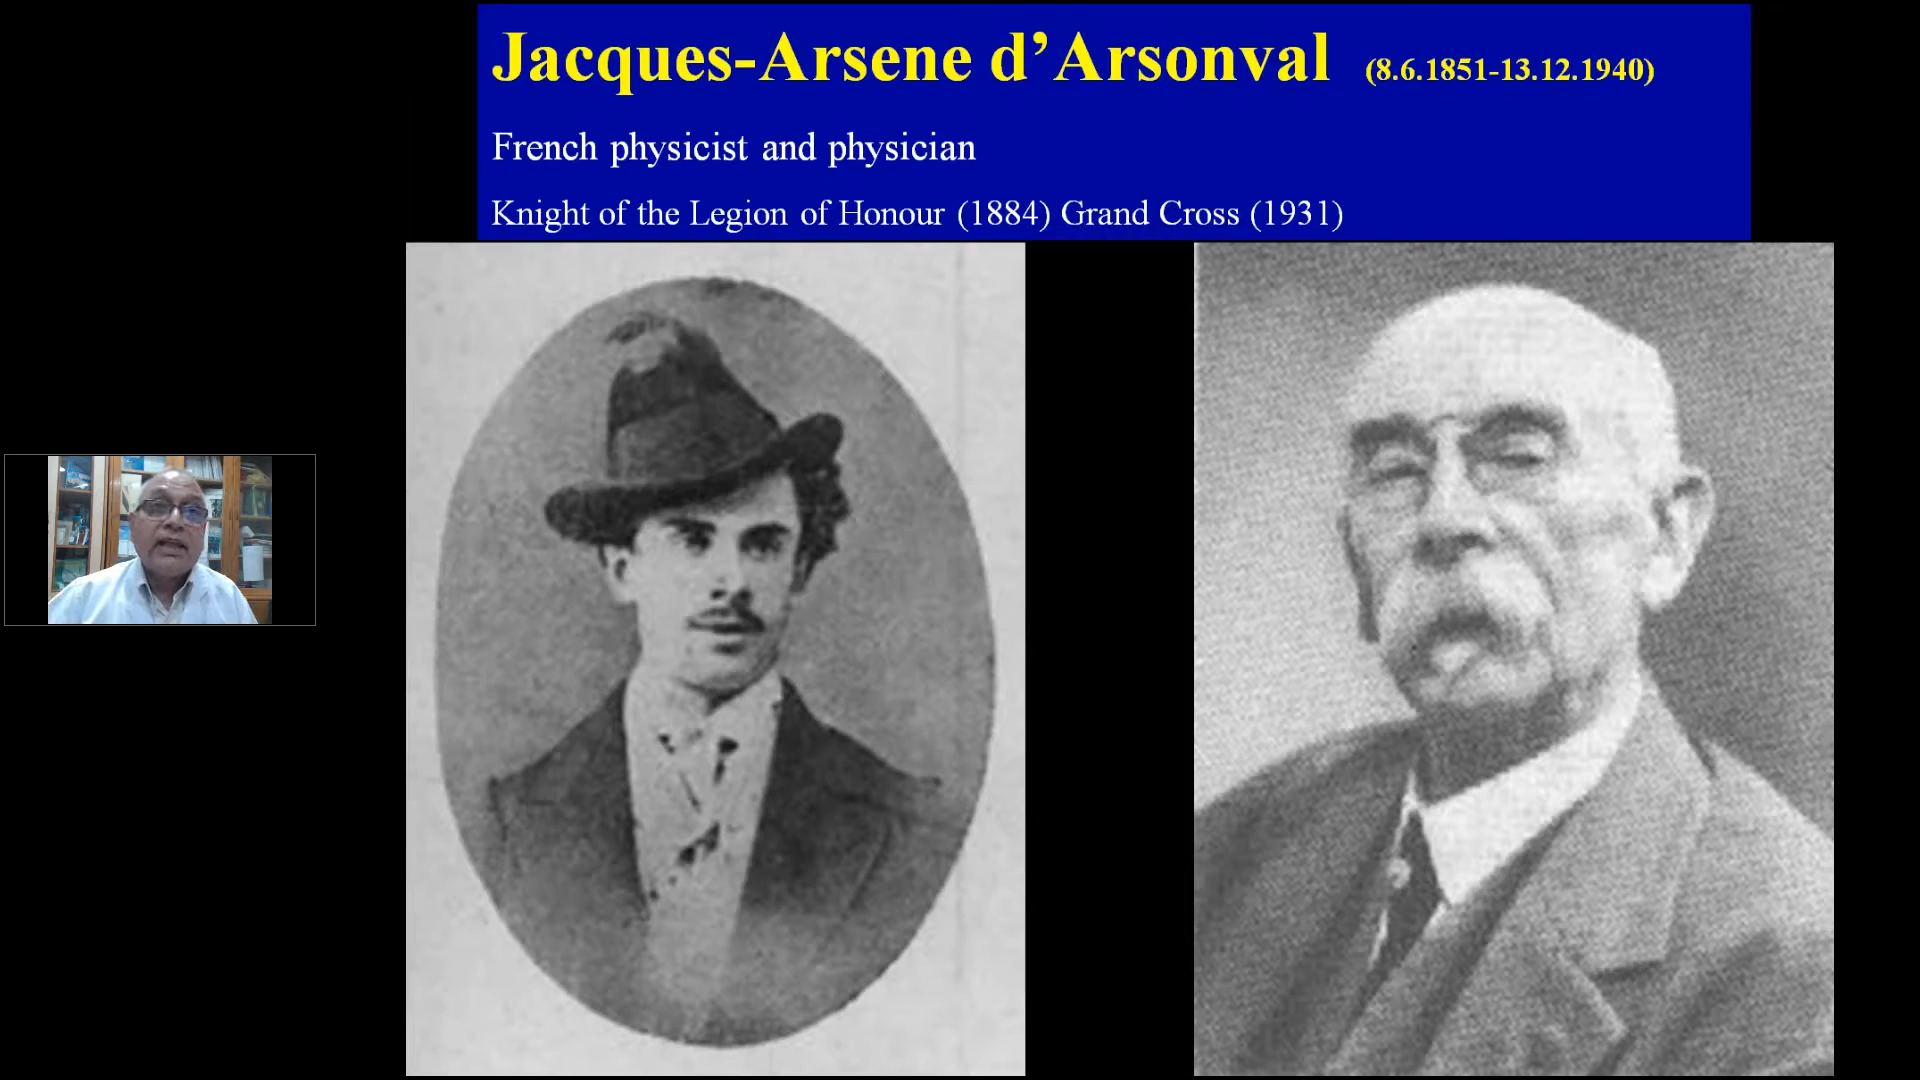 Jacques-Arsene d’Arsonval (8.6.1851-13.12.1940)
French physicist and physician
Knight of the Legion of Honour (1884) Grand Cross (1931)